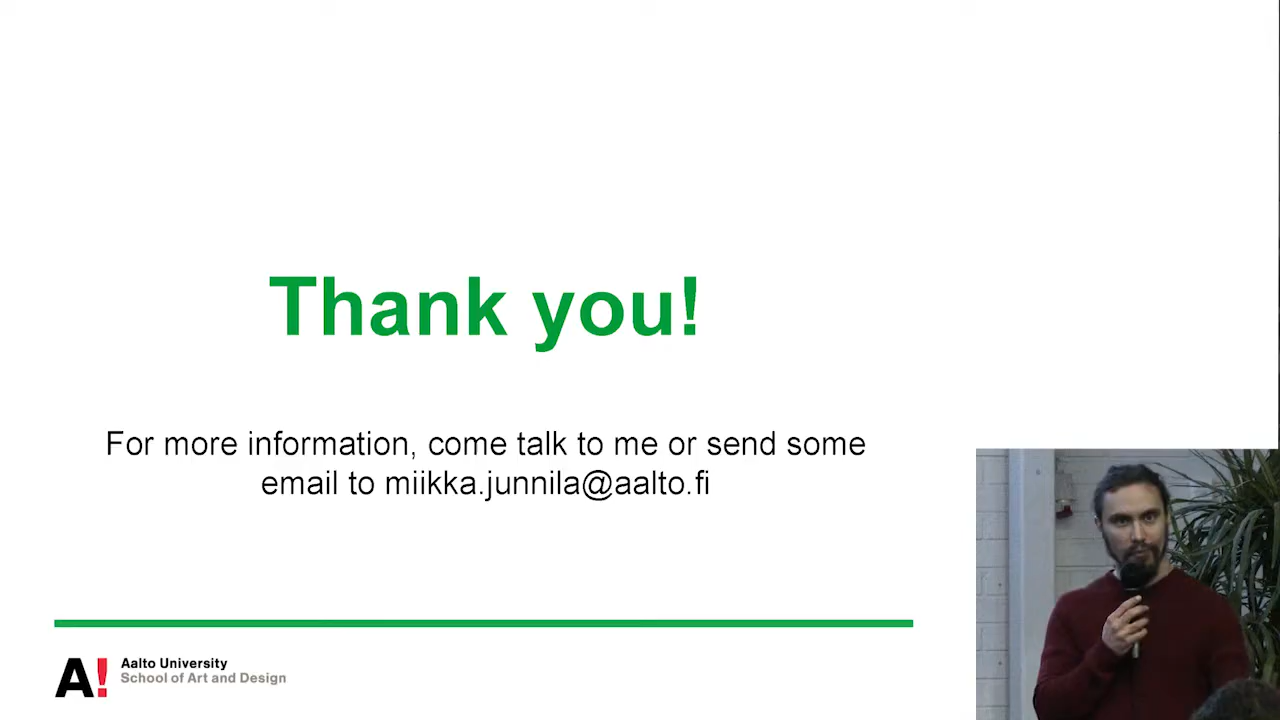 Thank you!
For more information, come talk to me or send some
email to miikka.junnila@aalto.fi
A!
Aalto University
School of Art and Design